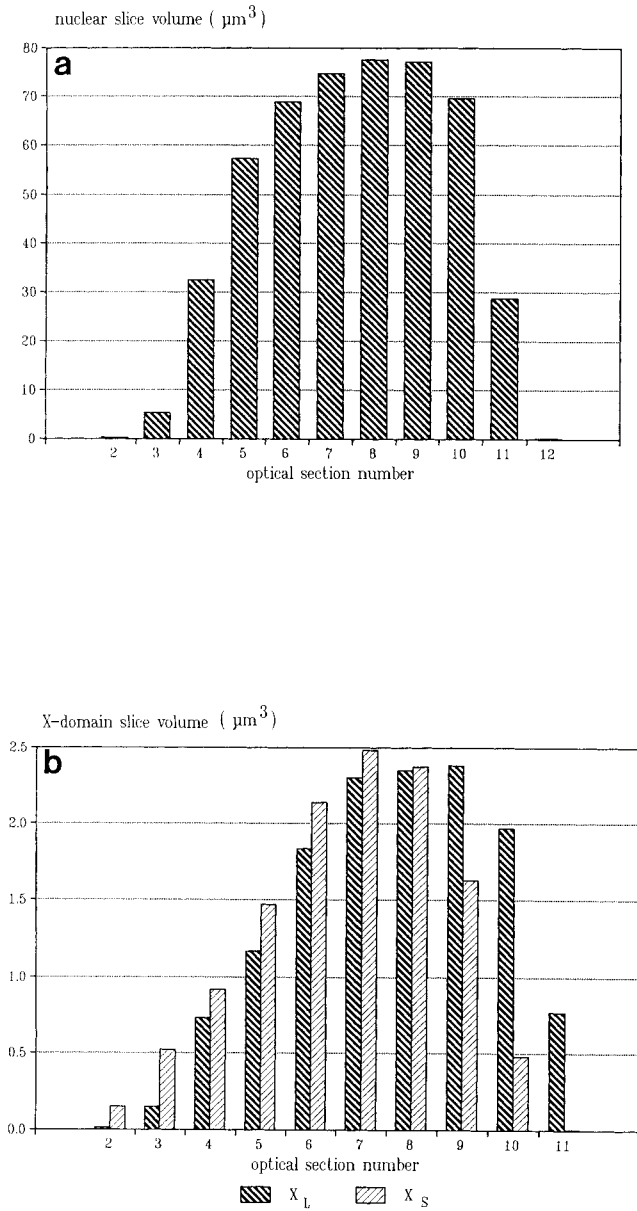 nuclear slice volume ( µm³)
a
80
70
60
50
40
30
20
10
0
2 3 4 5 6 7 8 9 10 11 12
optical section number
X-domain slice volume ( µm³)
b
2.5
2.0
1.5
1.0
0.5
0.0
2 3 4 5 6 7 8 9 10 11
optical section number
X L X S